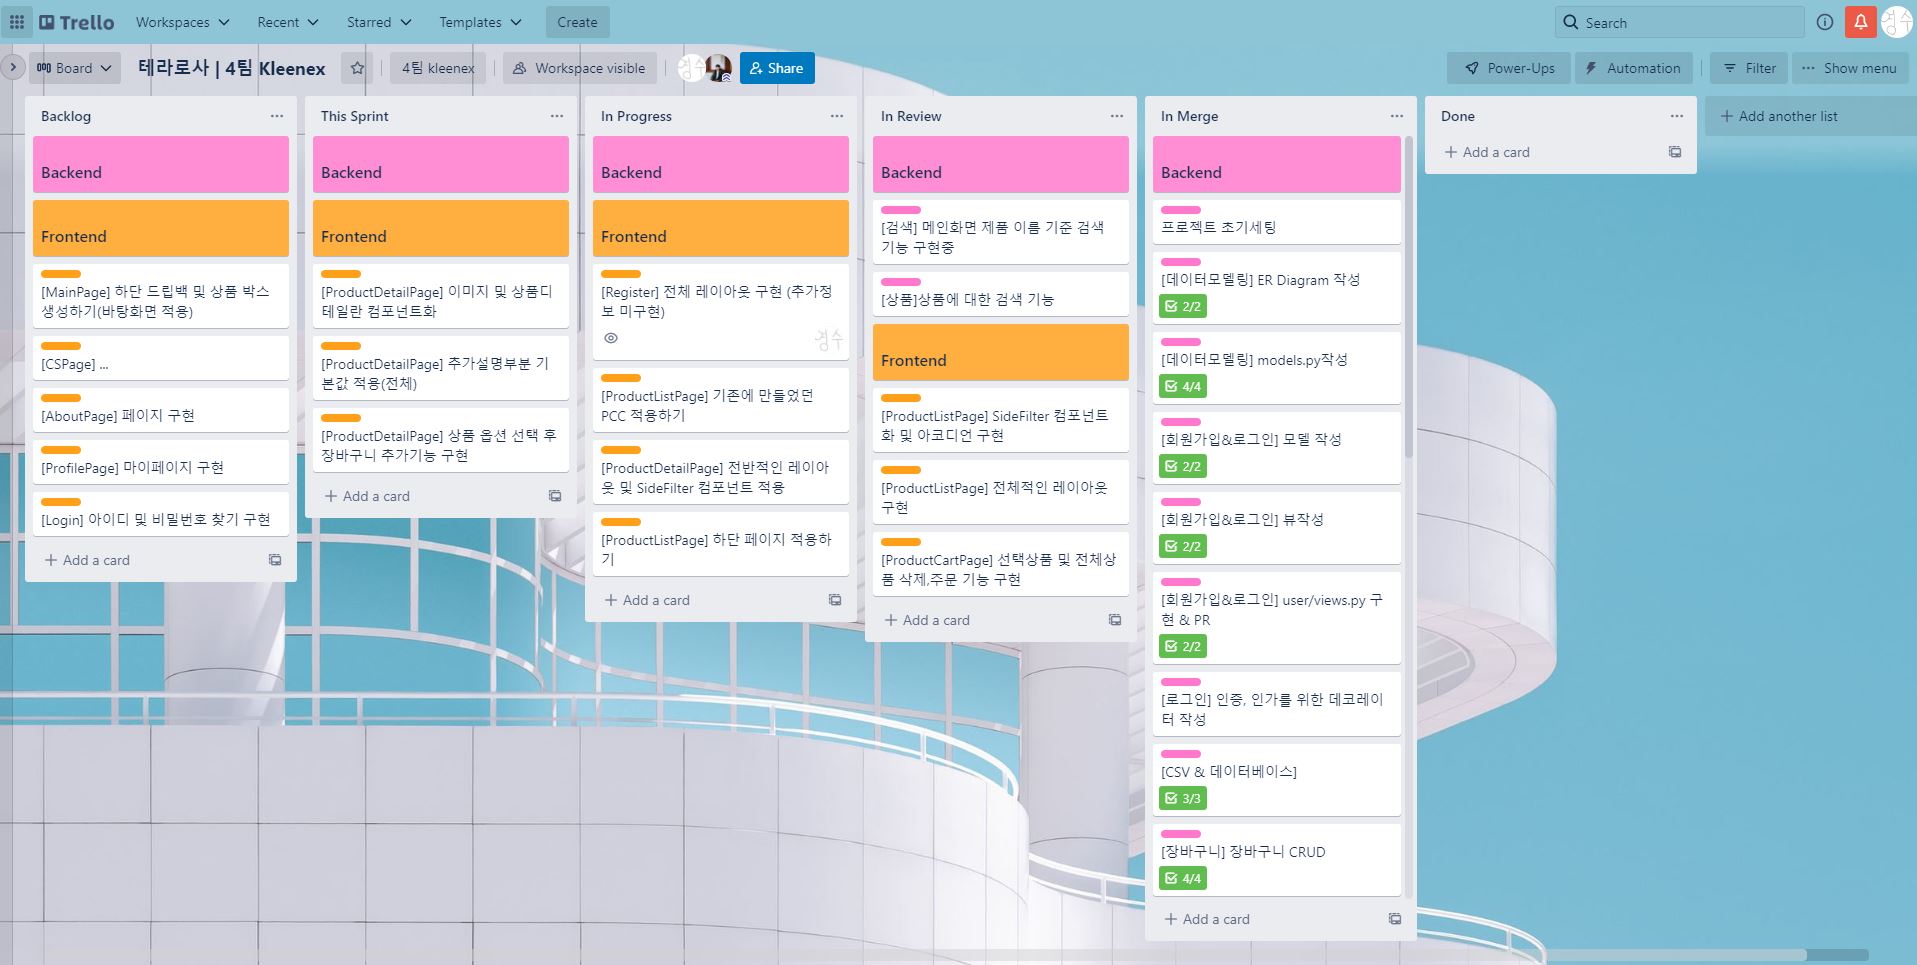 Trello
Workspaces
Recent
Starred
Templates
Create
Search
경수
Board
테라로사 | 4팀 Kleenex
4팀 kleenex
Workspace visible
경수
Share
Power-Ups
Automation
Filter
Show menu
Backlog
Backend
Frontend
[MainPage] 하단 드립백 및 상품 박스
생성하기(바탕화면 적용)
[CSPage] ...
[AboutPage] 페이지 구현
[ProfilePage] 마이페이지 구현
[Login] 아이디 및 비밀번호 찾기 구현
+ Add a card
This Sprint
Backend
Frontend
[ProductDetailPage] 이미지 및 상품디
테일란 컴포넌트화
[ProductDetailPage] 추가설명부분 기
본값 적용(전체)
[ProductDetailPage] 상품 옵션 선택 후
장바구니 추가기능 구현
+ Add a card
In Progress
Backend
Frontend
[Register] 전체 레이아웃 구현 (추가정
보 미구현)
경수
[ProductListPage] 기존에 만들었던
PCC 적용하기
[ProductDetailPage] 전반적인 레이아
웃 및 SideFilter 컴포넌트 적용
[ProductListPage] 하단 페이지 적용하
기
+ Add a card
In Review
Backend
[검색] 메인화면 제품 이름 기준 검색
기능 구현중
[상품]상품에 대한 검색 기능
Frontend
[ProductListPage] SideFilter 컴포넌트
화 및 아코디언 구현
[ProductListPage] 전체적인 레이아웃
구현
[ProductCartPage] 선택상품 및 전체상
품 삭제,주문 기능 구현
+ Add a card
In Merge
Backend
프로젝트 초기세팅
[데이터모델링] ER Diagram 작성
2/2
[데이터모델링] models.py작성
4/4
[회원가입&로그인] 모델 작성
2/2
[회원가입&로그인] 뷰작성
2/2
[회원가입&로그인] user/views.py 구
현 & PR
2/2
[로그인] 인증, 인가를 위한 데코레이
터 작성
[CSV & 데이터베이스]
3/3
[장바구니] 장바구니 CRUD
4/4
+ Add a card
Done
+ Add a card
+ Add another list